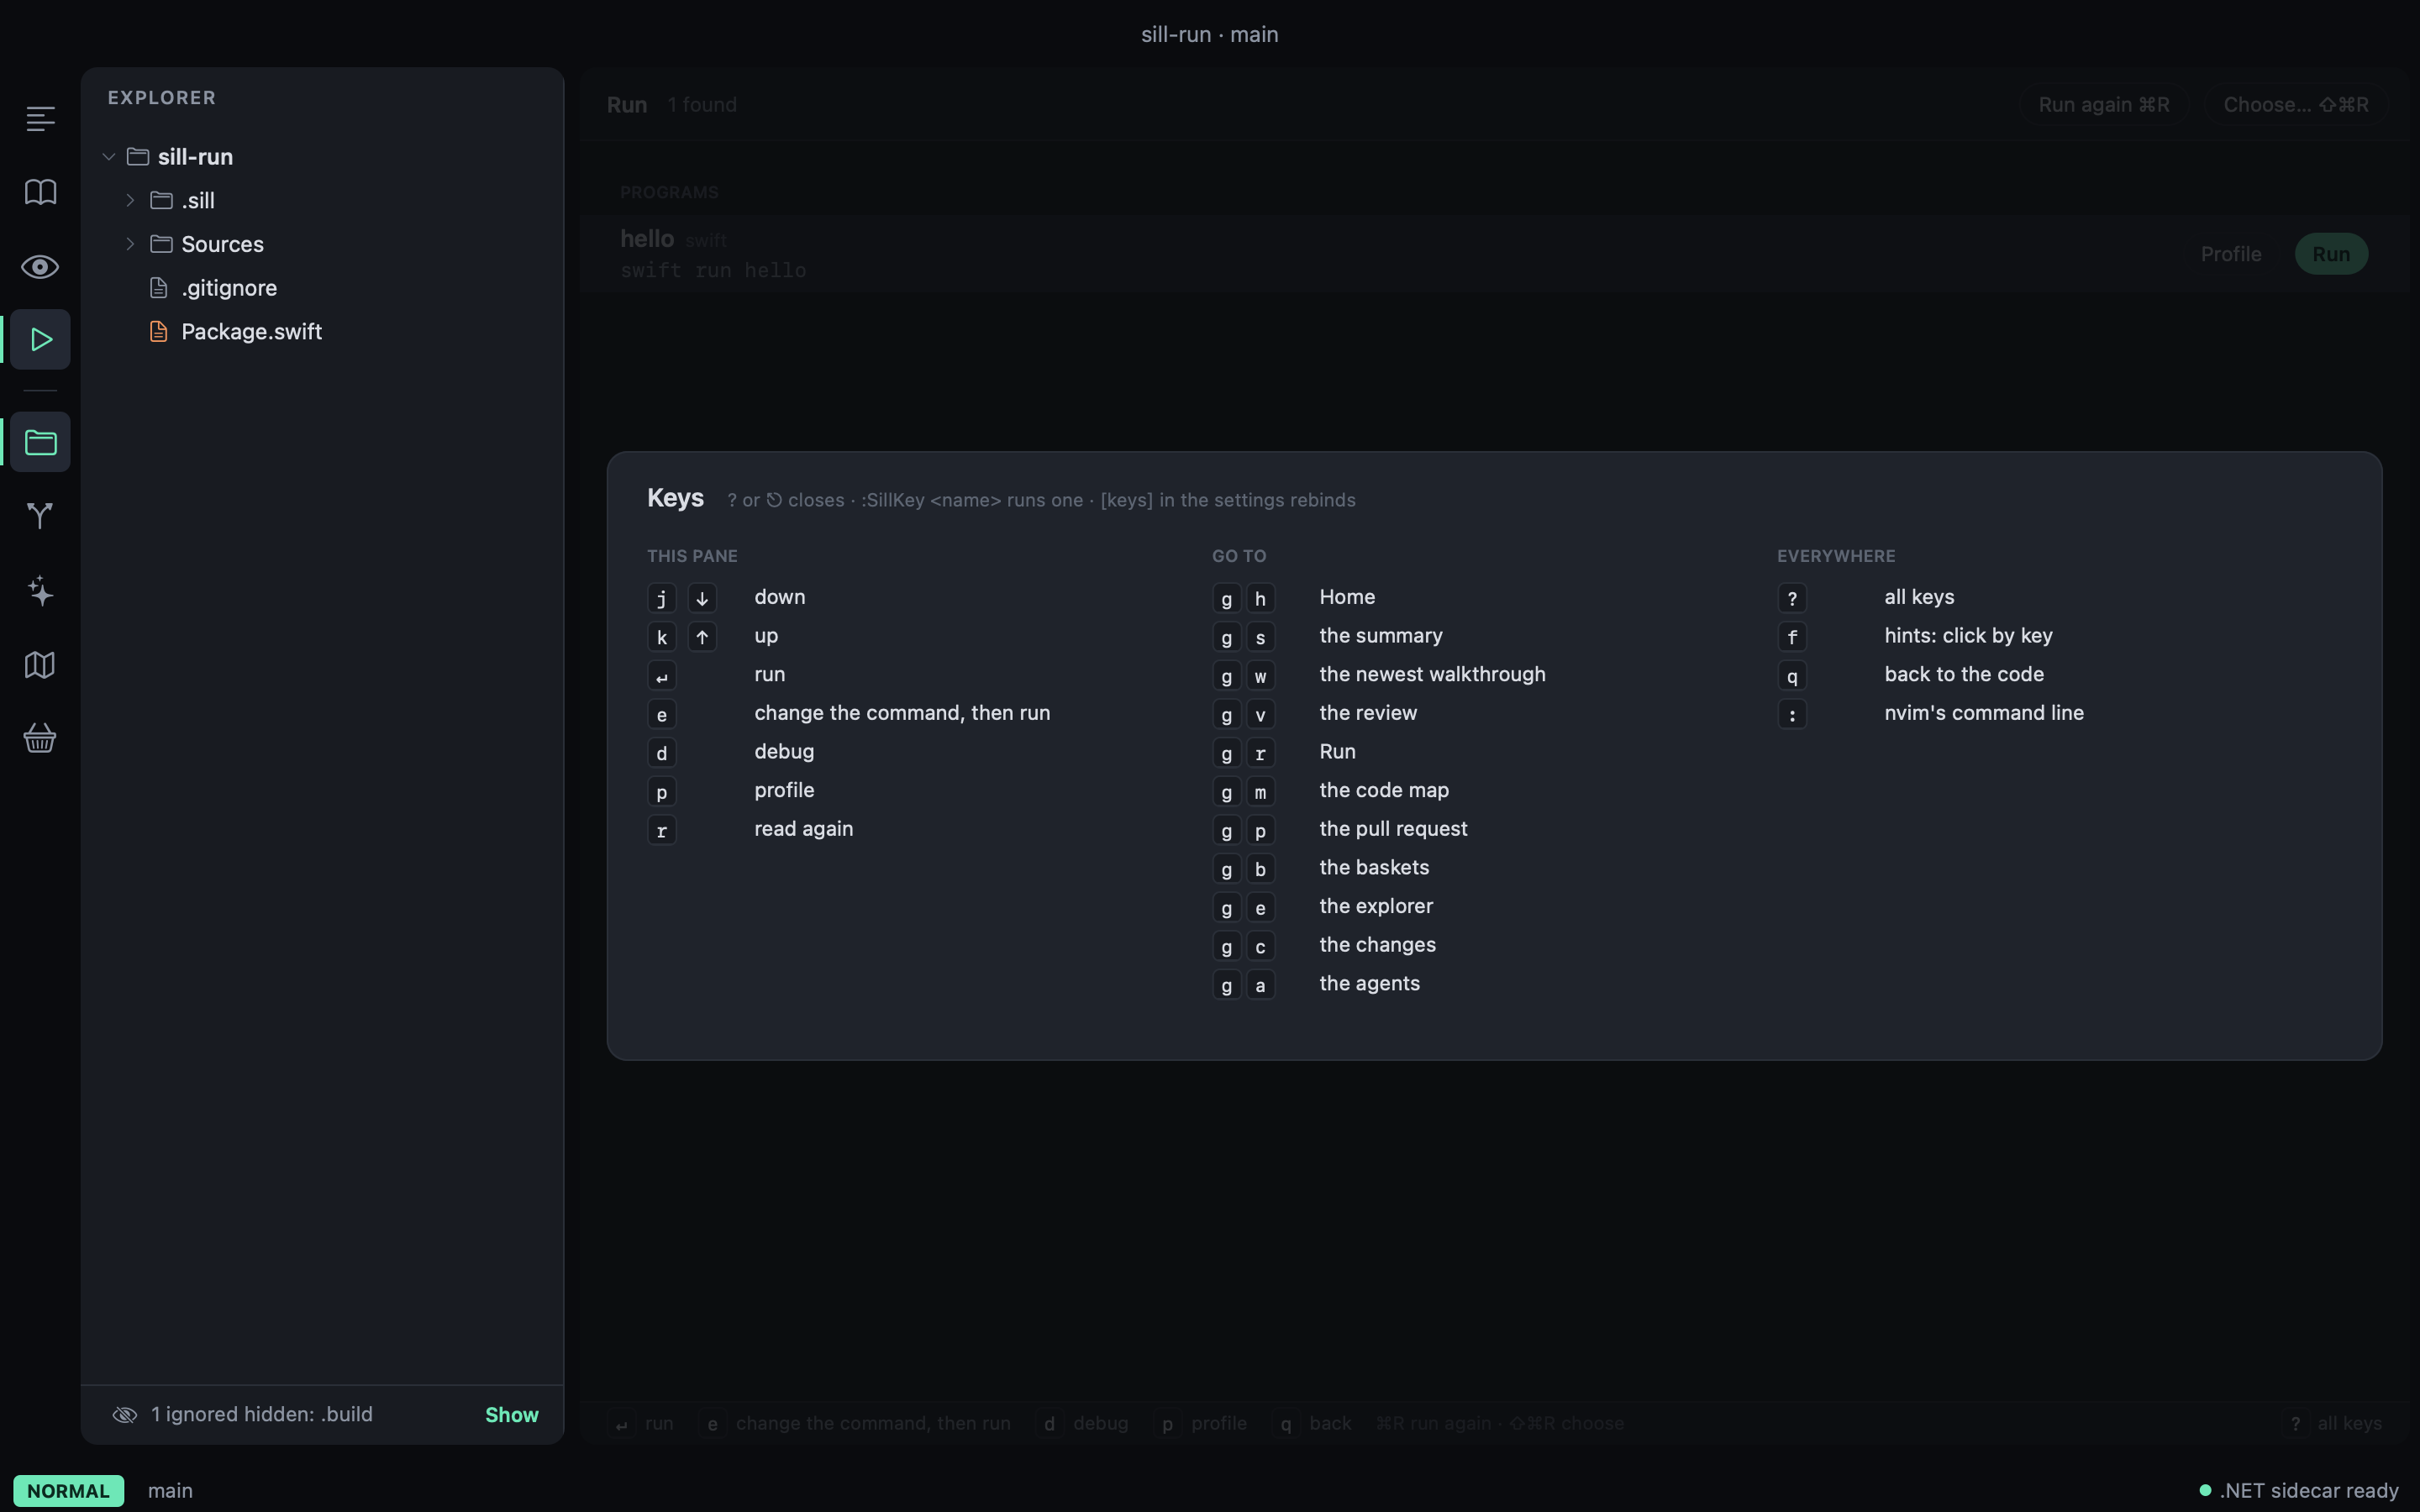 sill-run · main
EXPLORER
sill-run
.sill
Sources
.gitignore
Package.swift
1 ignored hidden: .build Show
Run 1 found Run again ⌘R Choose... ⇧⌘R
PROGRAMS
hello swift
swift run hello
Profile Run
Keys ? or ⎋ closes · :SillKey <name> runs one · [keys] in the settings rebinds
THIS PANE
j ↓ down
k ↑ up
↵ run
e change the command, then run
d debug
p profile
r read again
GO TO
g h Home
g s the summary
g w the newest walkthrough
g v the review
g r Run
g m the code map
g p the pull request
g b the baskets
g e the explorer
g c the changes
g a the agents
EVERYWHERE
? all keys
f hints: click by key
q back to the code
: nvim's command line
↵ run e change the command, then run d debug p profile q back ⌘R run again · ⇧⌘R choose ? all keys
NORMAL main .NET sidecar ready